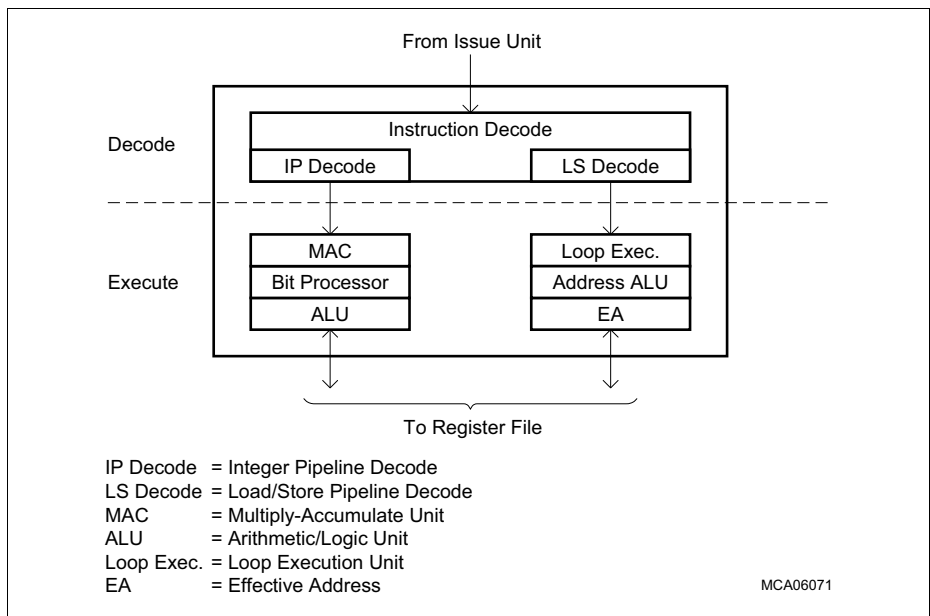 From Issue Unit
Decode
Instruction Decode
IP Decode
LS Decode
Execute
MAC
Bit Processor
ALU
Loop Exec.
Address ALU
EA
To Register File
IP Decode = Integer Pipeline Decode
LS Decode = Load/Store Pipeline Decode
MAC = Multiply-Accumulate Unit
ALU = Arithmetic/Logic Unit
Loop Exec. = Loop Execution Unit
EA = Effective Address
MCA06071